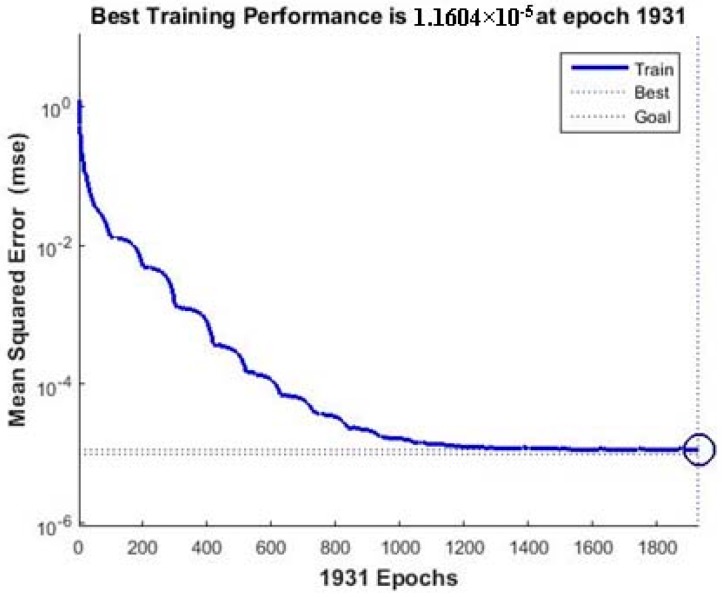 Best Training Performance is 1.1604×10⁻⁵ at epoch 1931
Train
Best
Goal
Mean Squared Error (mse)
10⁰
10⁻²
10⁻⁴
10⁻⁶
0 200 400 600 800 1000 1200 1400 1600 1800
1931 Epochs